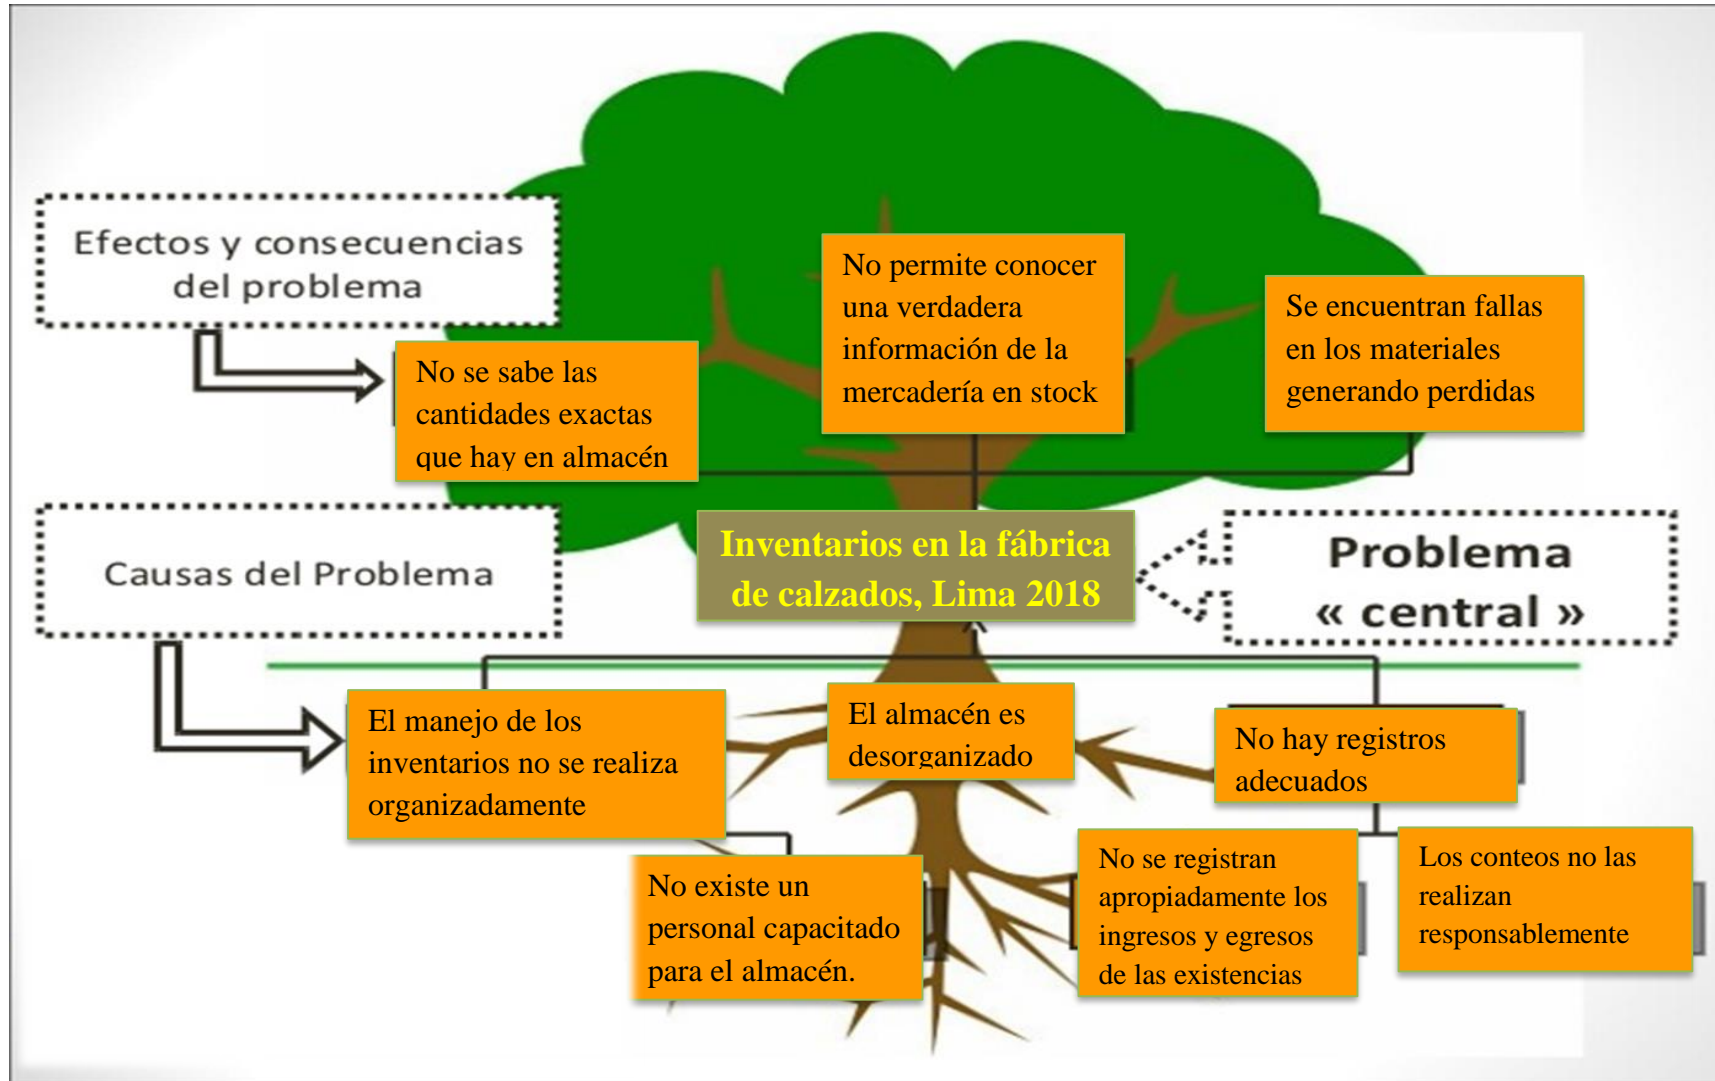 Efectos y consecuencias
del problema
No se sabe las
cantidades exactas
que hay en almacén
No permite conocer
una verdadera
información de la
mercadería en stock
Se encuentran fallas
en los materiales
generando perdidas
Causas del Problema
Inventarios en la fábrica
de calzados, Lima 2018
Problema
« central »
El manejo de los
inventarios no se realiza
organizadamente
El almacén es
desorganizado
No hay registros
adecuados
No existe un
personal capacitado
para el almacén.
No se registran
apropiadamente los
ingresos y egresos
de las existencias
Los conteos no las
realizan
responsablemente